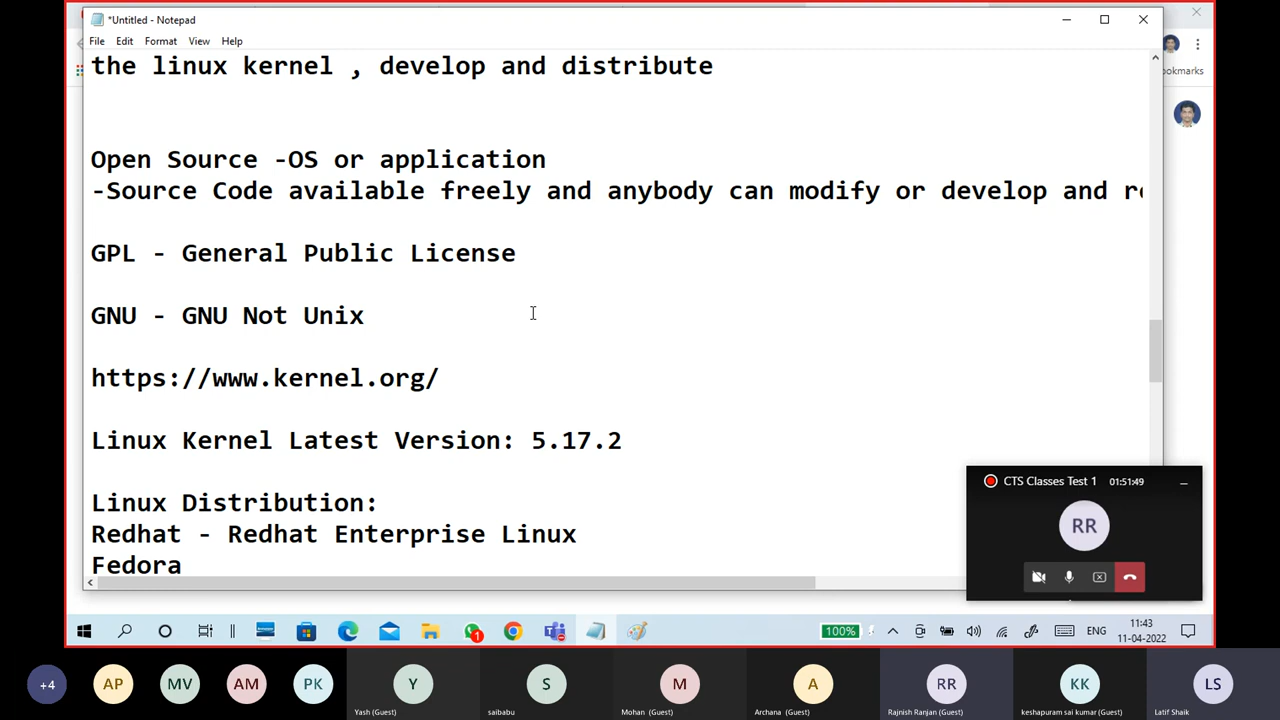 *Untitled - Notepad
File Edit Format View Help
ookmarks
the linux kernel , develop and distribute
Open Source -OS or application
-Source Code available freely and anybody can modify or develop and
GPL - General Public License
GNU - GNU Not Unix
https://www.kernel.org/
Linux Kernel Latest Version: 5.17.2
Linux Distribution:
Redhat - Redhat Enterprise Linux
Fedora
CTS Classes Test 1 01:51:49
RR
1
100%
ENG
11:43
11-04-2022
+4 AP MV AM PK Y S M A RR KK LS
Yash (Guest) saibabu Mohan (Guest) Archana (Guest) Rajnish Ranjan (Guest) keshapuram sai kumar (Guest) Latif Shaik